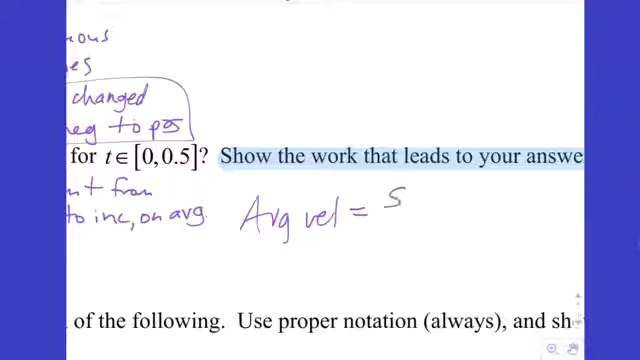 changed
neg to pos
for t ∈ [0, 0.5]? Show the work that leads to your answe
from
to inc, on avg.
Avg vel = S
of the following. Use proper notation (always), and sh